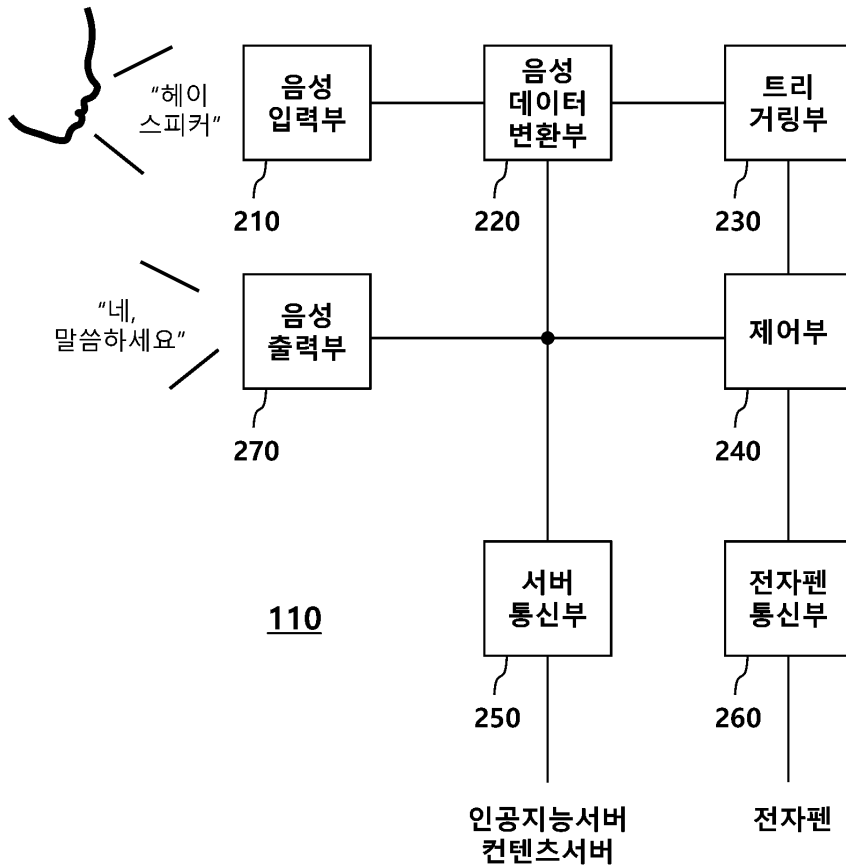 "헤이
스피커"
음성
입력부
210
음성
데이터
변환부
220
트리
거링부
230
"네,
말씀하세요"
음성
출력부
270
제어부
240
110
서버
통신부
250
전자펜
통신부
260
인공지능서버
컨텐츠서버
전자펜